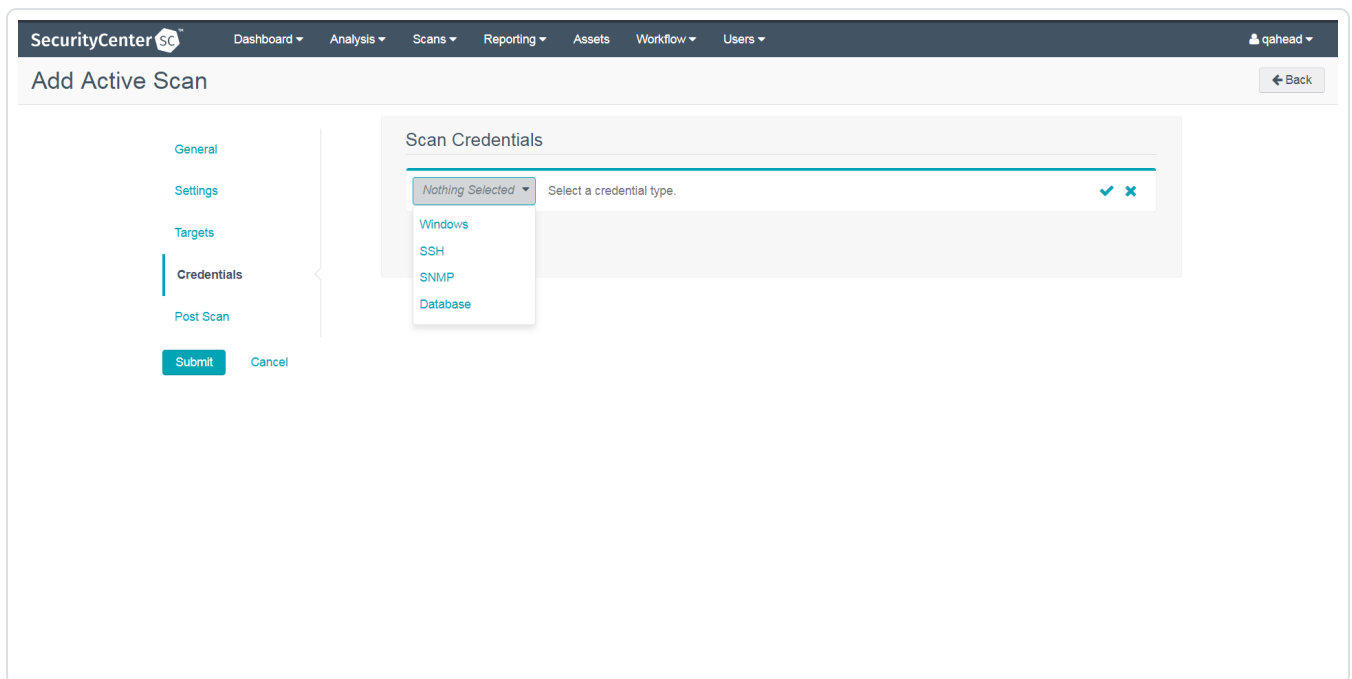 SecurityCenter SC™ Dashboard Analysis Scans Reporting Assets Workflow Users qahead
Add Active Scan Back
General
Settings
Targets
Credentials
Post Scan
Submit Cancel
Scan Credentials
Nothing Selected Select a credential type.
Windows
SSH
SNMP
Database